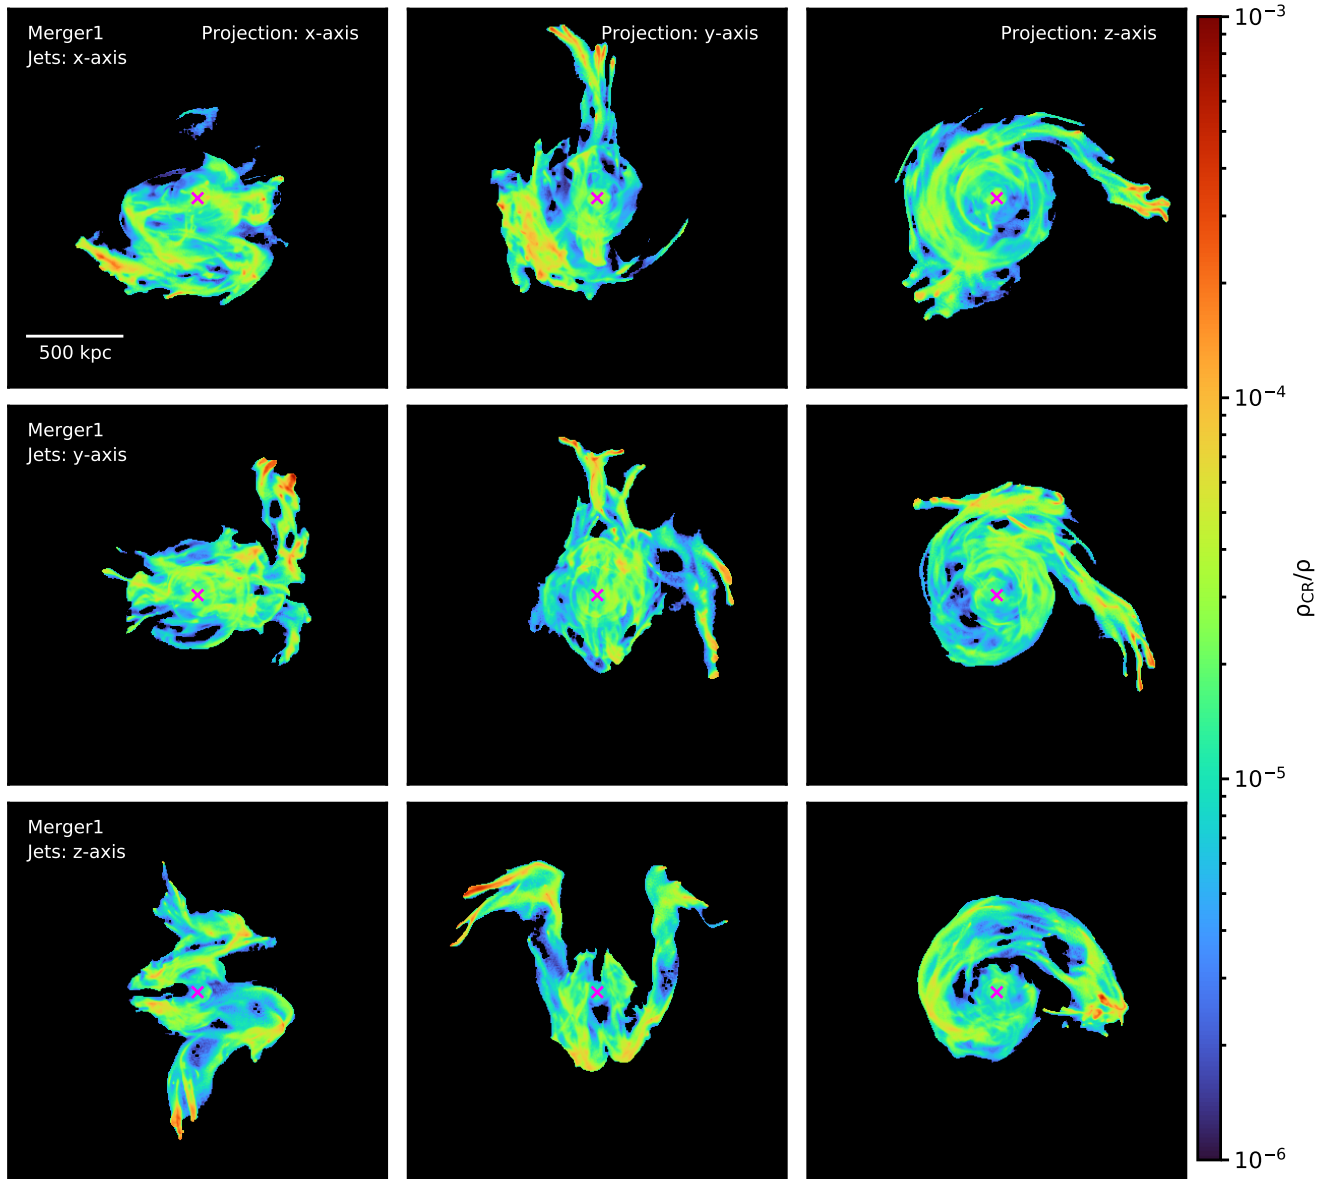 Merger1
Jets: x-axis
Projection: x-axis
Projection: y-axis
Projection: z-axis
500 kpc
Merger1
Jets: y-axis
Merger1
Jets: z-axis
10⁻³
10⁻⁴
10⁻⁵
10⁻⁶
ρCR/ρ